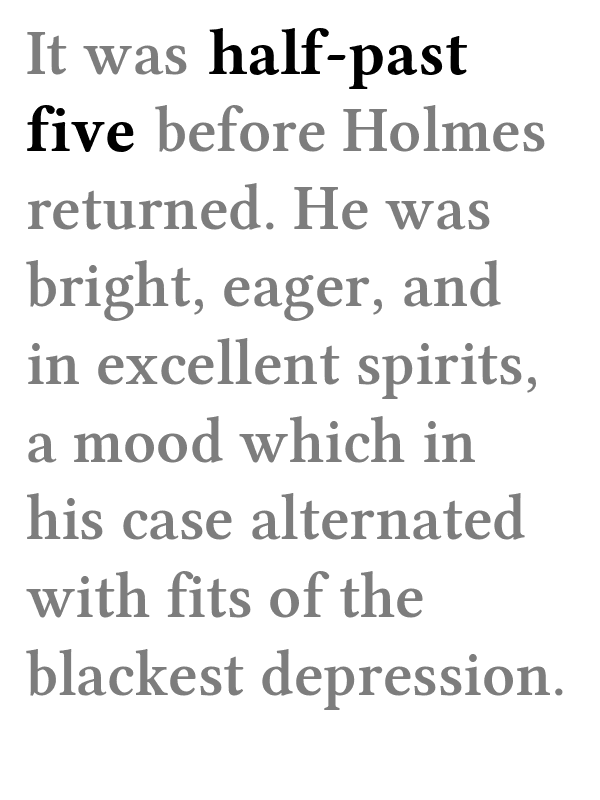 It was half-past
five before Holmes
returned. He was
bright, eager, and
in excellent spirits,
a mood which in
his case alternated
with fits of the
blackest depression.